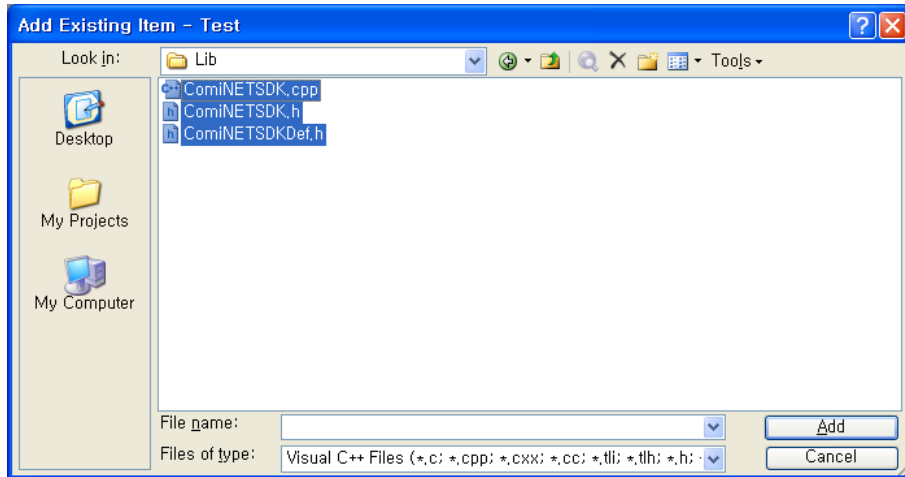 Add Existing Item - Test
Look in:
Lib
Tools
ComiNETSDK.cpp
ComiNETSDK.h
ComiNETSDKDef.h
Desktop
My Projects
My Computer
File name:
Add
Files of type:
Visual C++ Files (*.c; *.cpp; *.cxx; *.cc; *.tli; *.tlh; *.h;
Cancel